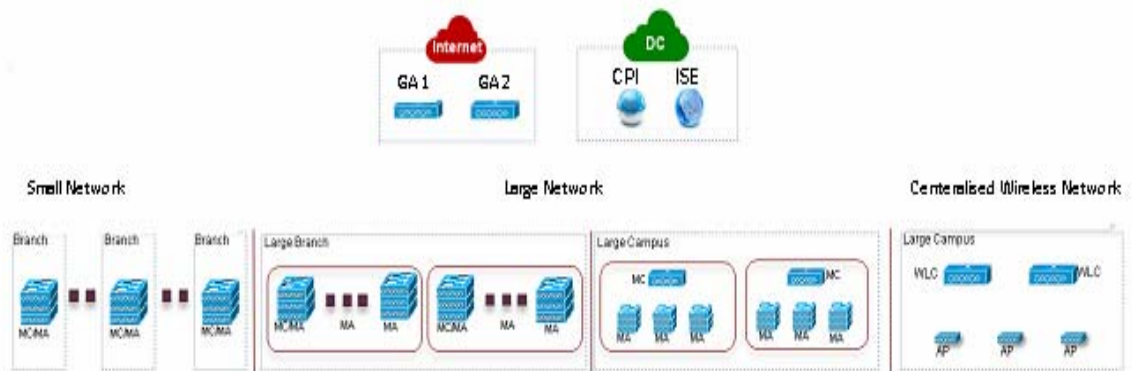 Internet
DC
GA 1 GA 2
CPI ISE
Small Network
Large Network
Centeralised Wireless Network
Branch Branch Branch
Large Branch
Large Campus
Large Campus
MC MC
WLC WLC
MC/MA MC/MA MC/MA
MC/MA MA MA
MC/MA MA MA
MA MA MA
MA MA MA
AP AP AP